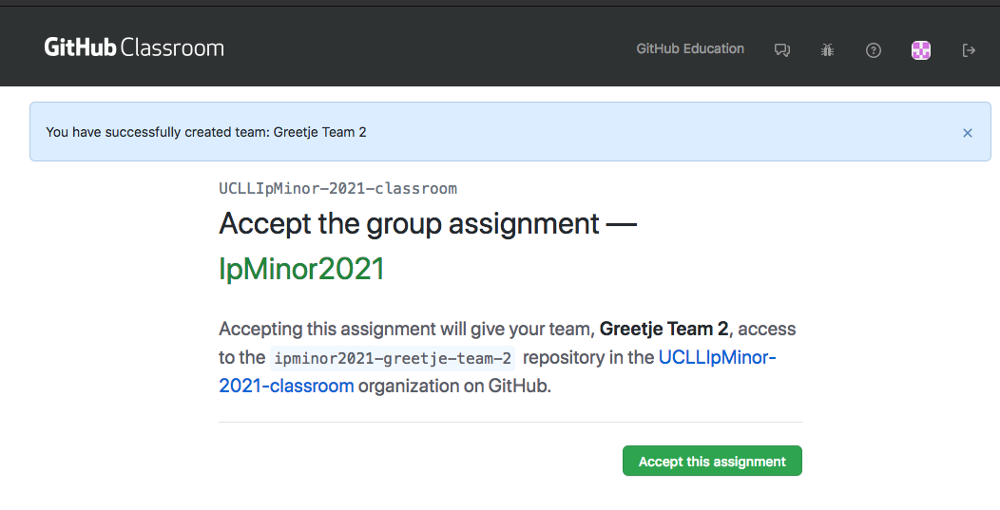 GitHub Classroom
GitHub Education
You have successfully created team: Greetje Team 2
UCLLIpMinor-2021-classroom
Accept the group assignment —
IpMinor2021
Accepting this assignment will give your team, Greetje Team 2, access
to the ipminor2021-greetje-team-2 repository in the UCLLIpMinor-
2021-classroom organization on GitHub.
Accept this assignment